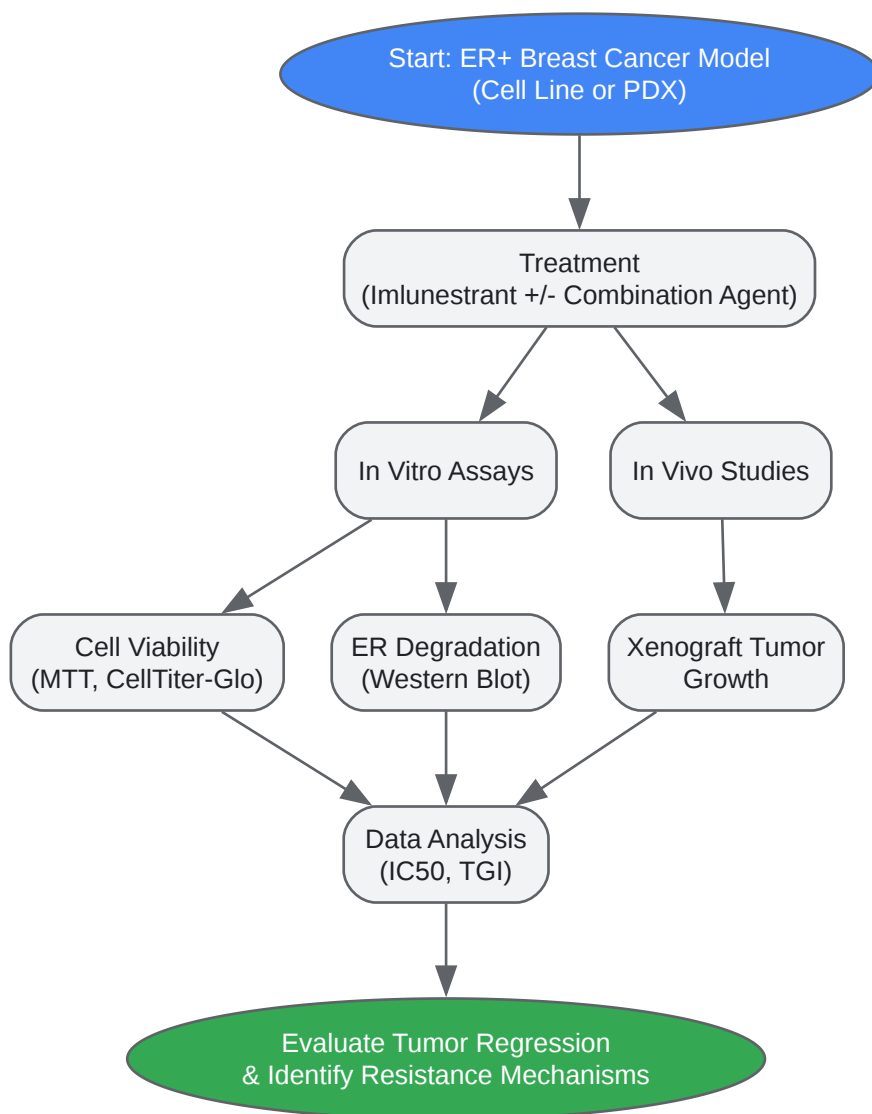 Start: ER+ Breast Cancer Model
(Cell Line or PDX)
Treatment
(Imlunestrant +/- Combination Agent)
In Vitro Assays
In Vivo Studies
Cell Viability
(MTT, CellTiter-Glo)
ER Degradation
(Western Blot)
Xenograft Tumor
Growth
Data Analysis
(IC50, TGI)
Evaluate Tumor Regression
& Identify Resistance Mechanisms